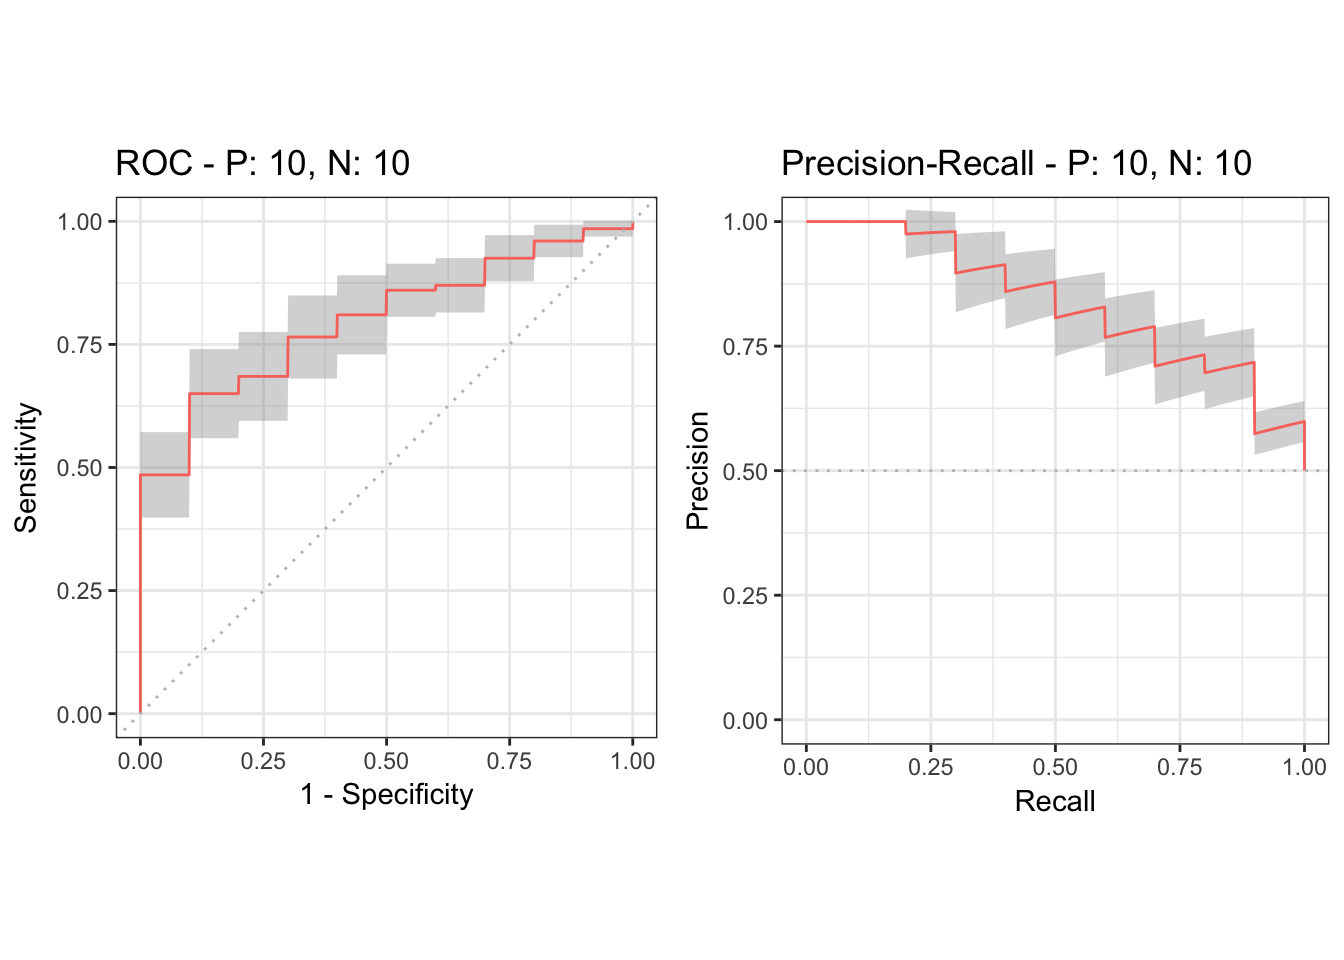 ROC - P: 10, N: 10
Sensitivity
1.00
0.75
0.50
0.25
0.00
0.00 0.25 0.50 0.75 1.00
1 - Specificity
Precision-Recall - P: 10, N: 10
Precision
1.00
0.75
0.50
0.25
0.00
0.00 0.25 0.50 0.75 1.00
Recall